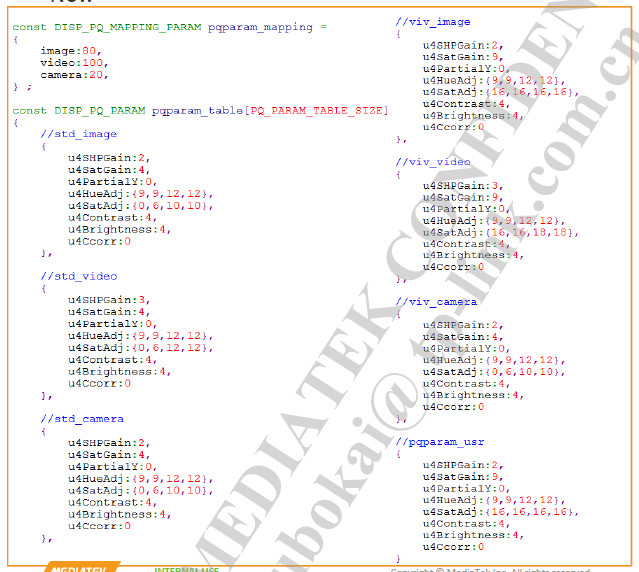 Now
const DISP_PQ_MAPPING_PARAM pqparam_mapping =
{
image:80,
video:100,
camera:20,
} ;
const DISP_PQ_PARAM pqparam_table[PQ_PARAM_TABLE_SIZE]
{
//std_image
{
u4SHPGain:2,
u4SatGain:4,
u4PartialY:0,
u4HueAdj:{9,9,12,12},
u4SatAdj:{0,6,10,10},
u4Contrast:4,
u4Brightness:4,
u4Ccorr:0
},
//std_video
{
u4SHPGain:3,
u4SatGain:4,
u4PartialY:0,
u4HueAdj:{9,9,12,12},
u4SatAdj:{0,6,12,12},
u4Contrast:4,
u4Brightness:4,
u4Ccorr:0
},
//std_camera
{
u4SHPGain:2,
u4SatGain:4,
u4PartialY:0,
u4HueAdj:{9,9,12,12},
u4SatAdj:{0,6,10,10},
u4Contrast:4,
u4Brightness:4,
u4Ccorr:0
},
//viv_image
{
u4SHPGain:2,
u4SatGain:9,
u4PartialY:0,
u4HueAdj:{9,9,12,12},
u4SatAdj:{16,16,16,16},
u4Contrast:4,
u4Brightness:4,
u4Ccorr:0
},
//viv_video
{
u4SHPGain:3,
u4SatGain:9,
u4PartialY:0,
u4HueAdj:{9,9,12,12},
u4SatAdj:{16,16,18,18},
u4Contrast:4,
u4Brightness:4,
u4Ccorr:0
},
//viv_camera
{
u4SHPGain:2,
u4SatGain:4,
u4PartialY:0,
u4HueAdj:{9,9,12,12},
u4SatAdj:{0,6,10,10},
u4Contrast:4,
u4Brightness:4,
u4Ccorr:0
},
//pqparam_usr
{
u4SHPGain:2,
u4SatGain:9,
u4PartialY:0,
u4HueAdj:{9,9,12,12},
u4SatAdj:{16,16,16,16},
u4Contrast:4,
u4Brightness:4,
u4Ccorr:0
}
MEDIATEK CONFIDEN
ubokai@tp-link.com.cn
MEDIATEK
INTERNAL USE
Copyright © MediaTek Inc. All rights reserved